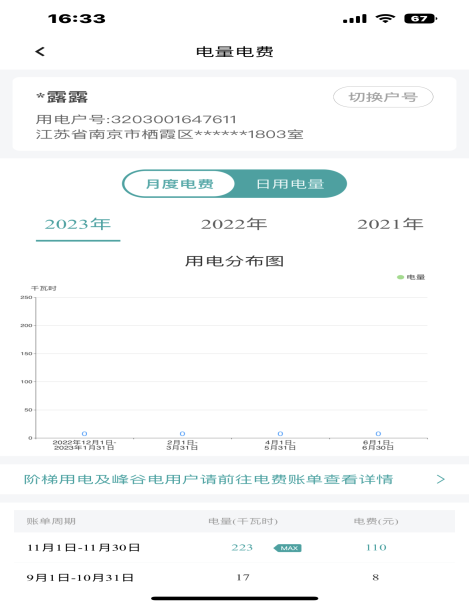 16:33
67
电量电费
*露露
切换户号
用电户号:3203001647611
江苏省南京市栖霞区******1803室
月度电费 日用电量
2023年 2022年 2021年
用电分布图
电量
千瓦时
250
200
150
100
50
0
0 0 0 0
2022年12月1日-
2023年1月31日
2月1日-
3月31日
4月1日-
5月31日
6月1日-
6月30日
阶梯用电及峰谷电用户请前往电费账单查看详情
账单周期 电量(千瓦时) 电费(元)
11月1日-11月30日 223 MAX 110
9月1日-10月31日 17 8